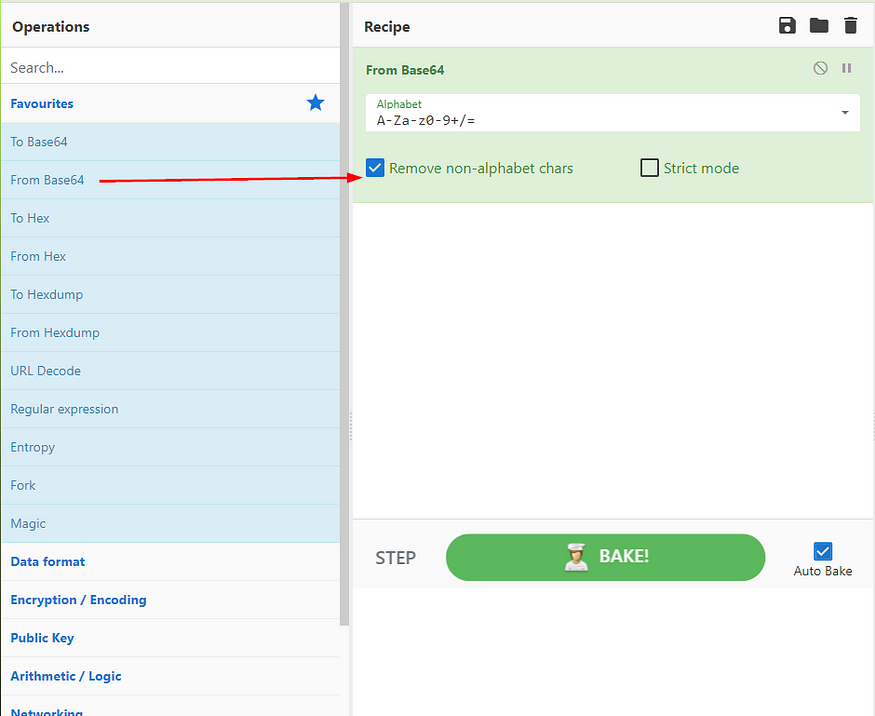 Operations
Search...
Favourites
To Base64
From Base64
To Hex
From Hex
To Hexdump
From Hexdump
URL Decode
Regular expression
Entropy
Fork
Magic
Data format
Encryption / Encoding
Public Key
Arithmetic / Logic
Networking
Recipe
From Base64
Alphabet
A-Za-z0-9+/=
Remove non-alphabet chars
Strict mode
STEP
BAKE!
Auto Bake